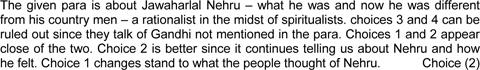 The given para is about Jawaharlal Nehru – what he was and now he was different
from his country men – a rationalist in the midst of spiritualists. choices 3 and 4 can be
ruled out since they talk of Gandhi not mentioned in the para. Choices 1 and 2 appear
close of the two. Choice 2 is better since it continues telling us about Nehru and how
he felt. Choice 1 changes stand to what the people thought of Nehru. Choice (2)